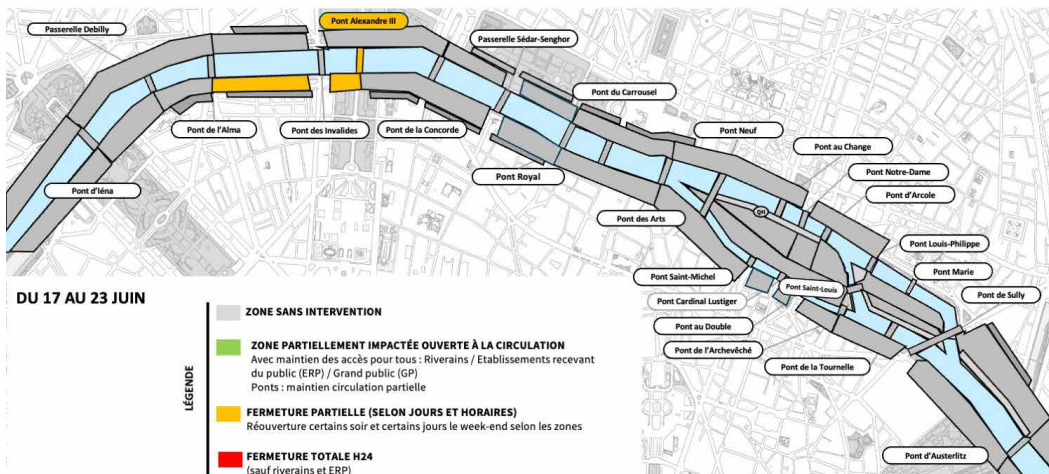 Pont Alexandre III
Passerelle Debilly
Passerelle Sédar-Senghor
Pont du Carrousel
Pont de l'Alma
Pont des Invalides
Pont de la Concorde
Pont Neuf
Pont au Change
Pont Royal
Pont Notre-Dame
Pont d'Iéna
Pont d'Arcole
QH
Pont des Arts
Pont Louis-Philippe
Pont Marie
Pont Saint-Michel
Pont Saint-Louis
Pont de Sully
Pont Cardinal Lustiger
Pont au Double
Pont de l'Archevêché
Pont de la Tournelle
Pont d'Austerlitz
DU 17 AU 23 JUIN
LÉGENDE
ZONE SANS INTERVENTION
ZONE PARTIELLEMENT IMPACTÉE OUVERTE À LA CIRCULATION
Avec maintien des accès pour tous : Riverains / Etablissements recevant
du public (ERP) / Grand public (GP)
Ponts : maintien circulation partielle
FERMETURE PARTIELLE (SELON JOURS ET HORAIRES)
Réouverture certains soir et certains jours le week-end selon les zones
FERMETURE TOTALE H24
(sauf riverains et ERP)